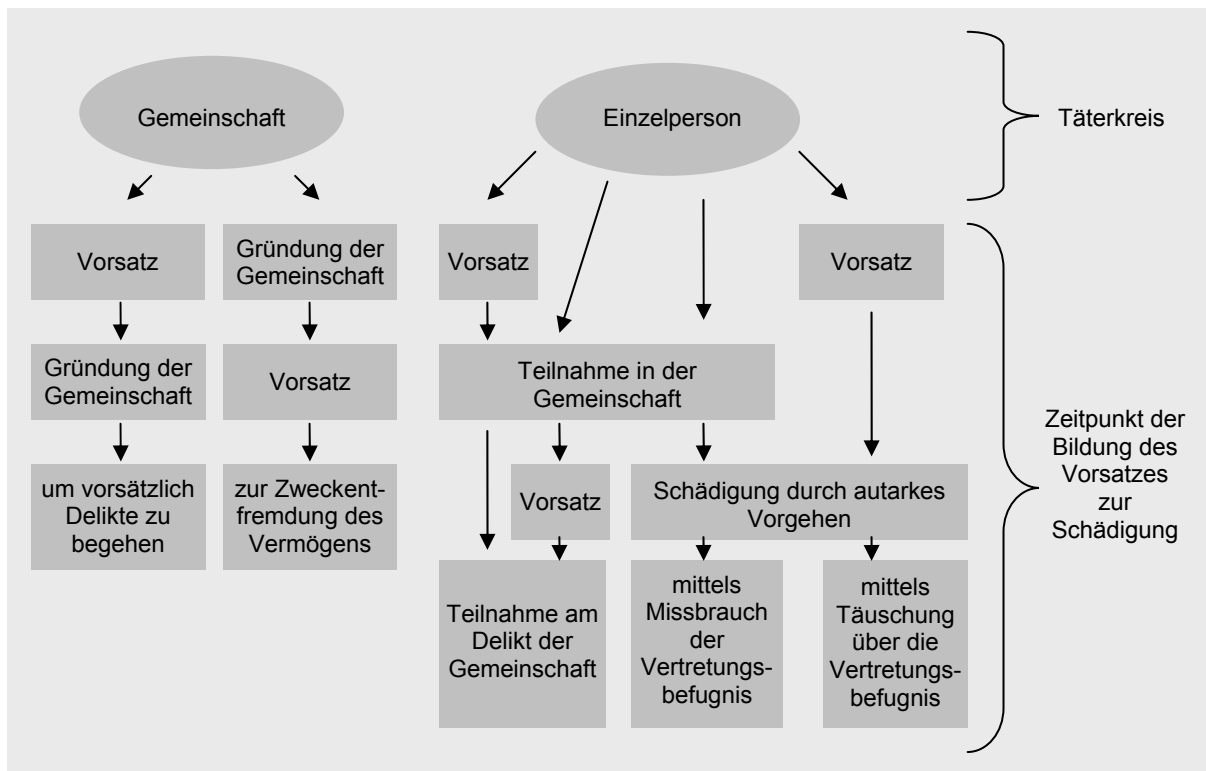 Gemeinschaft
Einzelperson
Täterkreis
Vorsatz
Gründung der
Gemeinschaft
Vorsatz
Vorsatz
Gründung der
Gemeinschaft
Vorsatz
Teilnahme in der
Gemeinschaft
um vorsätzlich
Delikte zu
begehen
zur Zweckent-
fremdung des
Vermögens
Vorsatz
Schädigung durch autarkes
Vorgehen
Zeitpunkt der
Bildung des
Vorsatzes
zur
Schädigung
Teilnahme am
Delikt der
Gemeinschaft
mittels
Missbrauch
der
Vertretungs-
befugnis
mittels
Täuschung
über die
Vertretungs-
befugnis